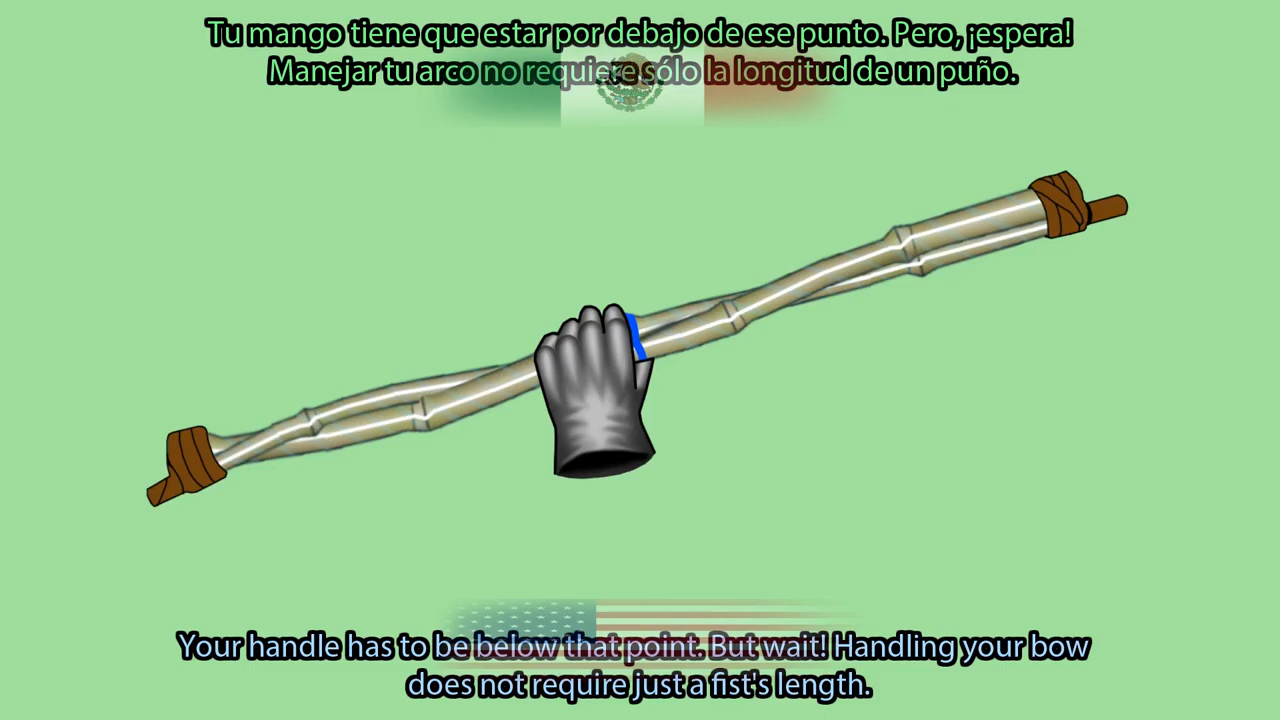 Tu mango tiene que estar por debajo de ese punto. Pero, ¡espera!
Manejar tu arco no requiere sólo la longitud de un puño.
Your handle has to be below that point. But wait! Handling your bow
does not require just a fist's length.